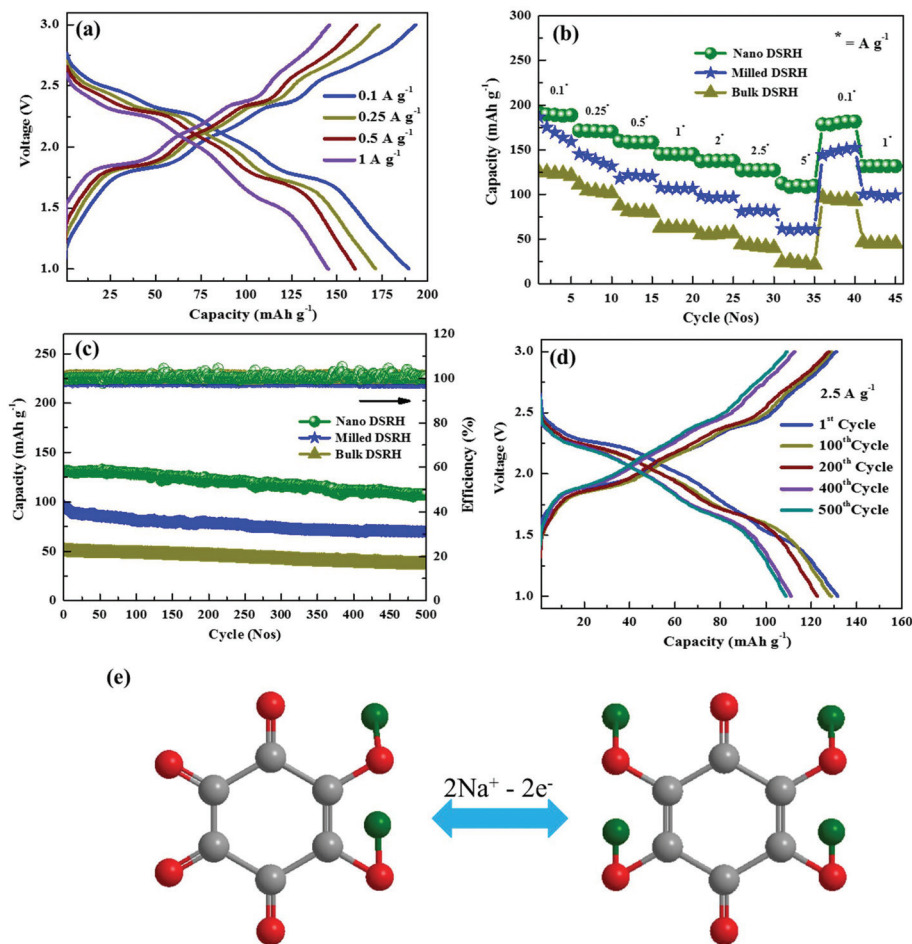 (a)
3.0
2.5
2.0
1.5
1.0
Voltage (V)
0.1 A g-1
0.25 A g-1
0.5 A g-1
1 A g-1
25 50 75 100 125 150 175 200
Capacity (mAh g-1)
(b)
300
250
200
150
100
50
0
Capacity (mAh g-1)
Nano DSRH
Milled DSRH
Bulk DSRH
* = A g-1
0.1*
0.25*
0.5*
1*
2*
2.5*
5*
0.1*
1*
5 10 15 20 25 30 35 40 45
Cycle (Nos)
(c)
250
200
150
100
50
0
Capacity (mAh g-1)
120
100
80
60
40
20
0
Efficiency (%)
Nano DSRH
Milled DSRH
Bulk DSRH
0 50 100 150 200 250 300 350 400 450 500
Cycle (Nos)
(d)
3.0
2.5
2.0
1.5
1.0
Voltage (V)
2.5 A g-1
1st Cycle
100thCycle
200th Cycle
400thCycle
500thCycle
20 40 60 80 100 120 140 160
Capacity (mAh g-1)
(e)
2Na+ - 2e-